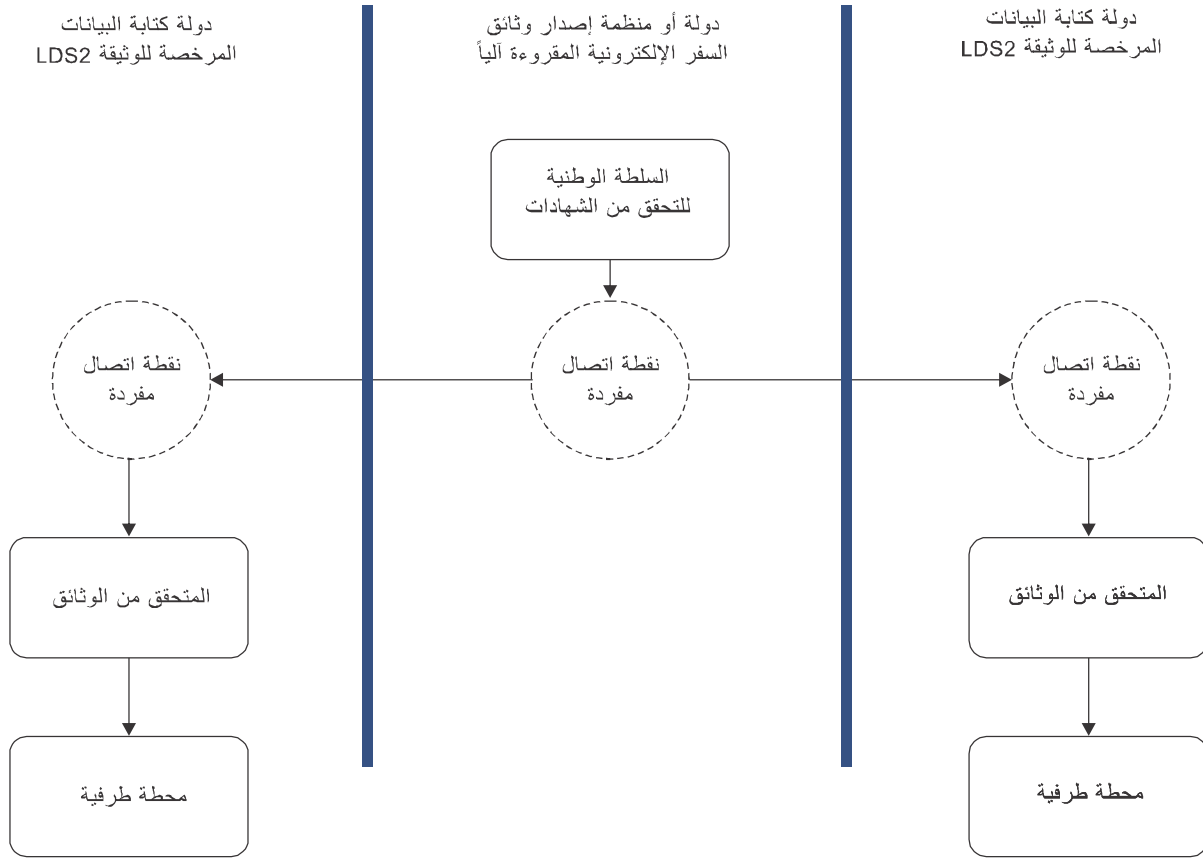 دولة كتابة البيانات
المرخصة للوثيقة LDS2
دولة أو منظمة إصدار وثائق
السفر الإلكترونية المقروءة آلياً
دولة كتابة البيانات
المرخصة للوثيقة LDS2
السلطة الوطنية
للتحقق من الشهادات
نقطة اتصال
مفردة
نقطة اتصال
مفردة
نقطة اتصال
مفردة
المتحقق من الوثائق
المتحقق من الوثائق
محطة طرفية
محطة طرفية